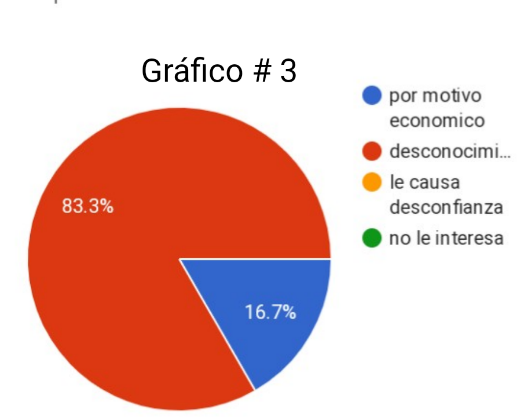 Gráfico # 3
por motivo
economico
desconocimi...
le causa
desconfianza
no le interesa
83.3%
16.7%